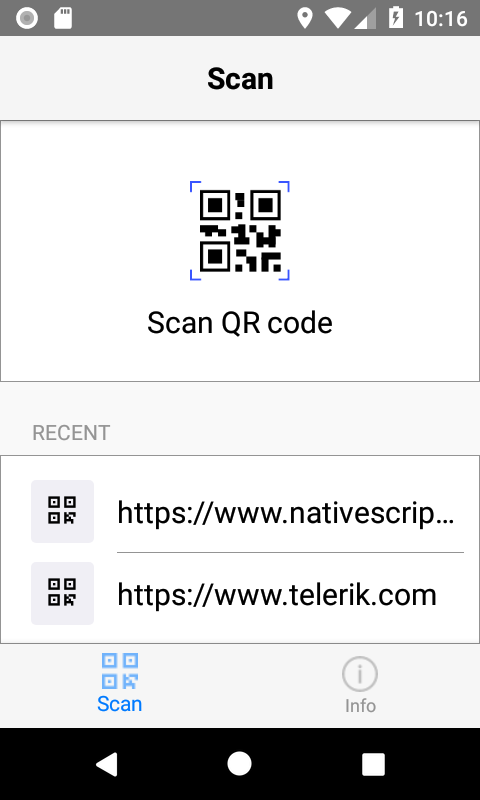 10:16
Scan
Scan QR code
RECENT
https://www.nativescrip...
https://www.telerik.com
Scan
Info